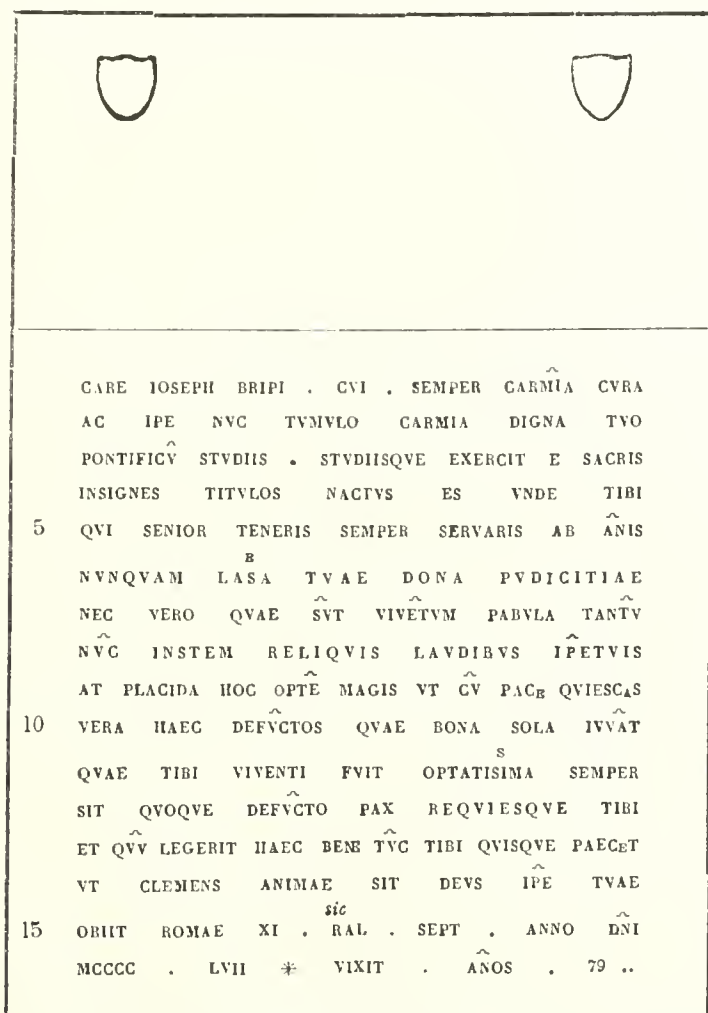 CARE IOSEPH BRIPI . CVI . SEMPER CARMIA CVRA
AC IPE NVC TVMVLO CARMIA DIGNA TVO
PONTIFICV STVDIIS . STVDIISQVE EXERCIT E SACRIS
INSIGNES TITVLOS NACTVS ES VNDE TIBI
5 QVI SENIOR TENERIS SEMPER SERVARIS AB ANIS
B
NVNQVAM LASA TVAE DONA PVDICITIAE
NEC VERO QVAE SVT VIVETVM PABVLA TANTV
NVC INSTEM RELIQVIS LAVDIBVS IPETVIS
AT PLACIDA HOC OPTE MAGIS VT CV PACE QVIESCAS
10 VERA HAEC DEFVCTOS QVAE BONA SOLA IVVAT
S
QVAE TIBI VIVENTI FVIT OPTATISIMA SEMPER
SIT QVOQVE DEFVCTO PAX REQVIESQVE TIBI
ET QVV LEGERIT HAEC BENE TVC TIBI QVISQVE PAECET
VT CLEMENS ANIMAE SIT DEVS IPE TVAE
sic
15 OBIIT ROMAE XI . RAL . SEPT . ANNO DNI
MCCCC . LVII * VIXIT . ANOS . 79 ..